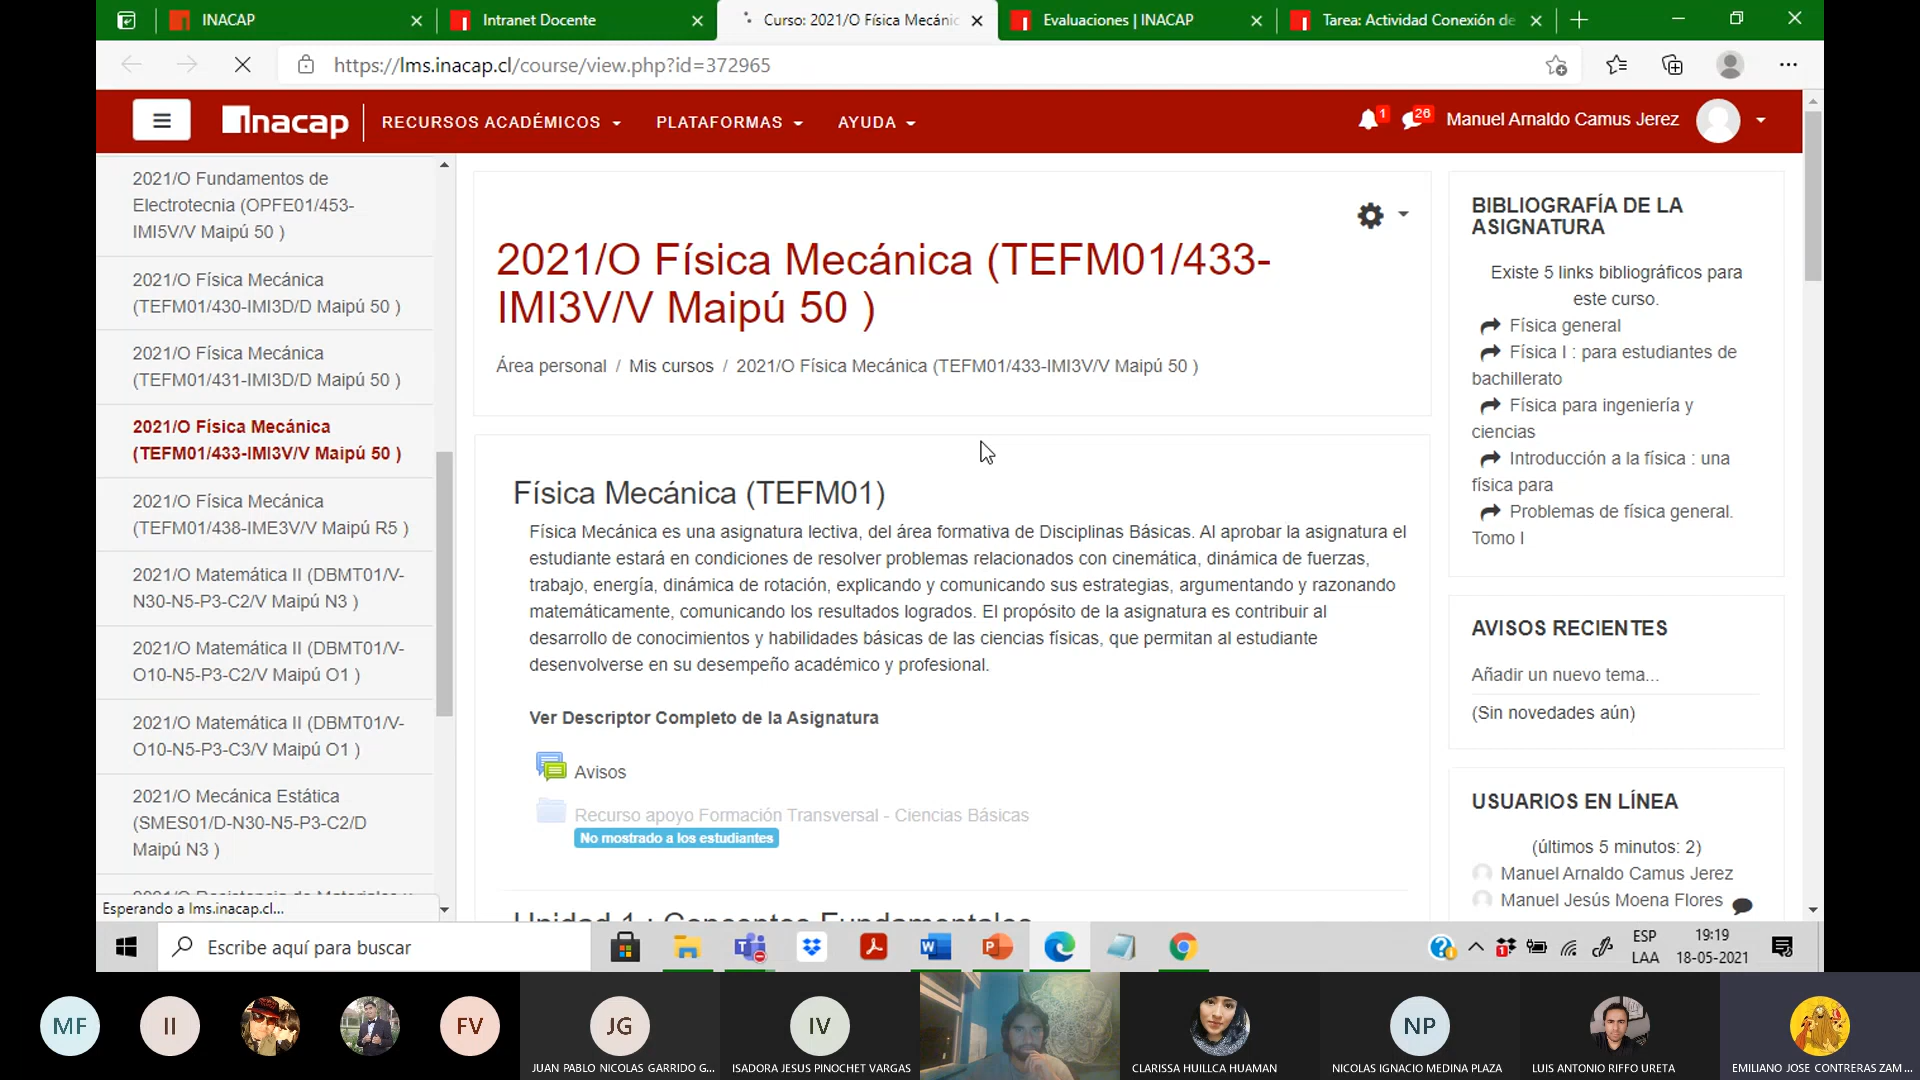 INACAP
Intranet Docente
Curso: 2021/O Física Mecánic
Evaluaciones | INACAP
Tarea: Actividad Conexión de
https://lms.inacap.cl/course/view.php?id=372965
inacap
RECURSOS ACADÉMICOS
PLATAFORMAS
AYUDA
1
26
Manuel Arnaldo Camus Jerez
2021/O Fundamentos de
Electrotecnia (OPFE01/453-
IMI5V/V Maipú 50 )
2021/O Física Mecánica
(TEFM01/430-IMI3D/D Maipú 50 )
2021/O Física Mecánica
(TEFM01/431-IMI3D/D Maipú 50 )
2021/O Física Mecánica
(TEFM01/433-IMI3V/V Maipú 50 )
2021/O Física Mecánica
(TEFM01/438-IME3V/V Maipú R5 )
2021/O Matemática II (DBMT01/V-
N30-N5-P3-C2/V Maipú N3 )
2021/O Matemática II (DBMT01/V-
O10-N5-P3-C2/V Maipú O1 )
2021/O Matemática II (DBMT01/V-
O10-N5-P3-C3/V Maipú O1 )
2021/O Mecánica Estática
(SMES01/D-N30-N5-P3-C2/D
Maipú N3 )
2021/O Resistencia de Materiales y
Esperando a lms.inacap.cl...
2021/O Física Mecánica (TEFM01/433-
IMI3V/V Maipú 50 )
Área personal / Mis cursos / 2021/O Física Mecánica (TEFM01/433-IMI3V/V Maipú 50 )
Física Mecánica (TEFM01)
Física Mecánica es una asignatura lectiva, del área formativa de Disciplinas Básicas. Al aprobar la asignatura el
estudiante estará en condiciones de resolver problemas relacionados con cinemática, dinámica de fuerzas,
trabajo, energía, dinámica de rotación, explicando y comunicando sus estrategias, argumentando y razonando
matemáticamente, comunicando los resultados logrados. El propósito de la asignatura es contribuir al
desarrollo de conocimientos y habilidades básicas de las ciencias físicas, que permitan al estudiante
desenvolverse en su desempeño académico y profesional.
Ver Descriptor Completo de la Asignatura
Avisos
Recurso apoyo Formación Transversal - Ciencias Básicas
No mostrado a los estudiantes
Unidad 1 : Conceptos Fundamentales
BIBLIOGRAFÍA DE LA
ASIGNATURA
Existe 5 links bibliográficos para
este curso.
Física general
Física I : para estudiantes de
bachillerato
Física para ingeniería y
ciencias
Introducción a la física : una
física para
Problemas de física general.
Tomo I
AVISOS RECIENTES
Añadir un nuevo tema...
(Sin novedades aún)
USUARIOS EN LÍNEA
(últimos 5 minutos: 2)
Manuel Arnaldo Camus Jerez
Manuel Jesús Moena Flores
Escribe aquí para buscar
ESP
LAA
19:19
18-05-2021
MF
II
FV
JG
JUAN PABLO NICOLAS GARRIDO G...
IV
ISADORA JESUS PINOCHET VARGAS
CLARISSA HUILLCA HUAMAN
NP
NICOLAS IGNACIO MEDINA PLAZA
LUIS ANTONIO RIFFO URETA
EMILIANO JOSE CONTRERAS ZAM...